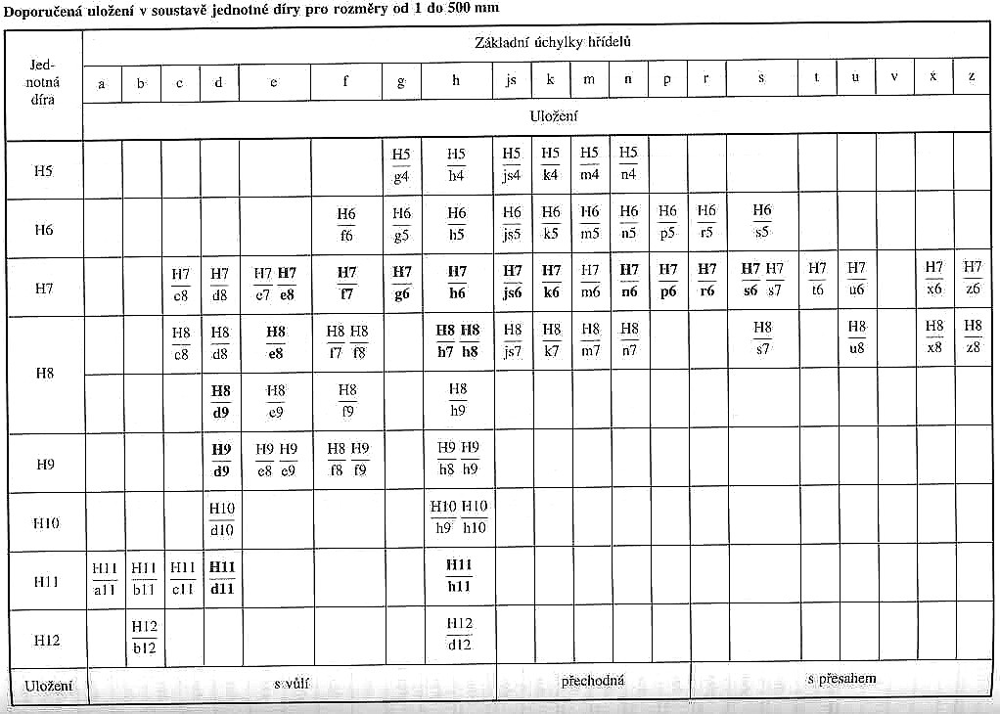 Doporučená uložení v soustavě jednotné díry pro rozměry od 1 do 500 mm
Jed-
notná
díra
Základní úchylky hřídelů
a b c d e f g h js k m n p r s t u v x z
Uložení
H5 H5 H5 H5 H5 H5 H5
g4 h4 js4 k4 m4 n4
H6 H6 H6 H6 H6 H6 H6 H6 H6 H6
f6 g5 h5 js5 k5 m5 n5 p5 r5 s5
H7 H7 H7 H7 H7 H7 H7 H7 H7 H7 H7 H7 H7 H7 H7 H7 H7 H7 H7 H7
c8 d8 e7 e8 f7 g6 h6 js6 k6 m6 n6 p6 r6 s6 s7 t6 u6 x6 z6
H8 H8 H8 H8 H8 H8 H8 H8 H8 H8 H8 H8 H8 H8 H8
c8 d8 e8 f7 f8 h7 h8 js7 k7 m7 n7 s7 u8 x8 z8
H8
H8 H8 H8 H8
d9 e9 f9 h9
H9 H9 H9 H9 H8 H9 H9 H9
d9 e8 e9 f8 f9 h8 h9
H10 H10 H10 H10
d10 h9 h10
H11 H11 H11 H11 H11 H11
a11 b11 c11 d11 h11
H12 H12 H12
b12 d12
Uložení s vůlí přechodná s přesahem